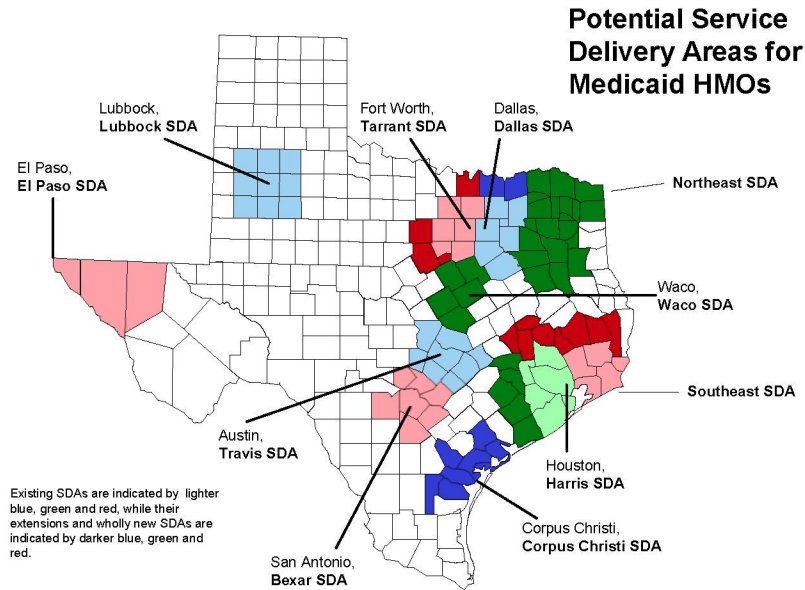 Potential Service
Delivery Areas for
Medicaid HMOs
Lubbock,
Lubbock SDA
Fort Worth,
Tarrant SDA
Dallas,
Dallas SDA
El Paso,
El Paso SDA
Northeast SDA
Waco,
Waco SDA
Southeast SDA
Austin,
Travis SDA
Houston,
Harris SDA
Existing SDAs are indicated by lighter
blue, green and red, while their
extensions and wholly new SDAs are
indicated by darker blue, green and
red.
Corpus Christi,
Corpus Christi SDA
San Antonio,
Bexar SDA